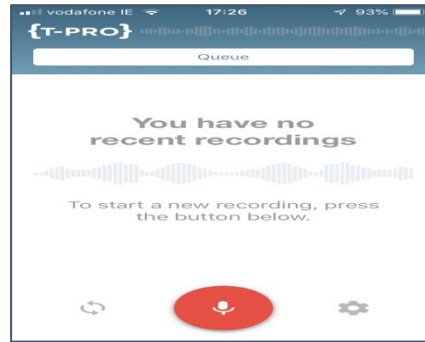 vodafone IE 17:26 93%
{T-PRO}
Queue
You have no
recent recordings
To start a new recording, press
the button below.